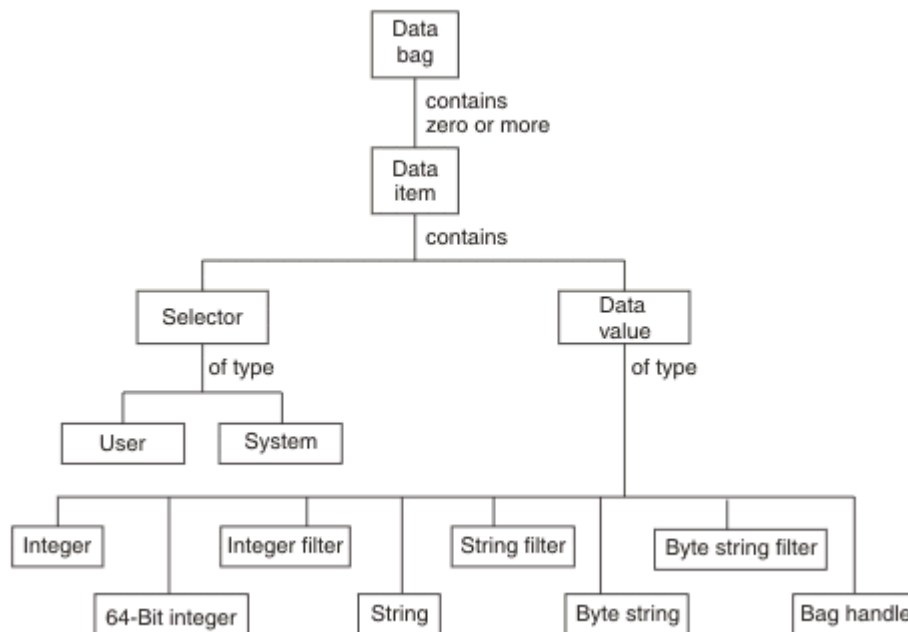 Data
bag
contains
zero or more
Data
item
contains
Selector
Data
value
of type
of type
User
System
Integer
Integer filter
String filter
Byte string filter
64-Bit integer
String
Byte string
Bag handle